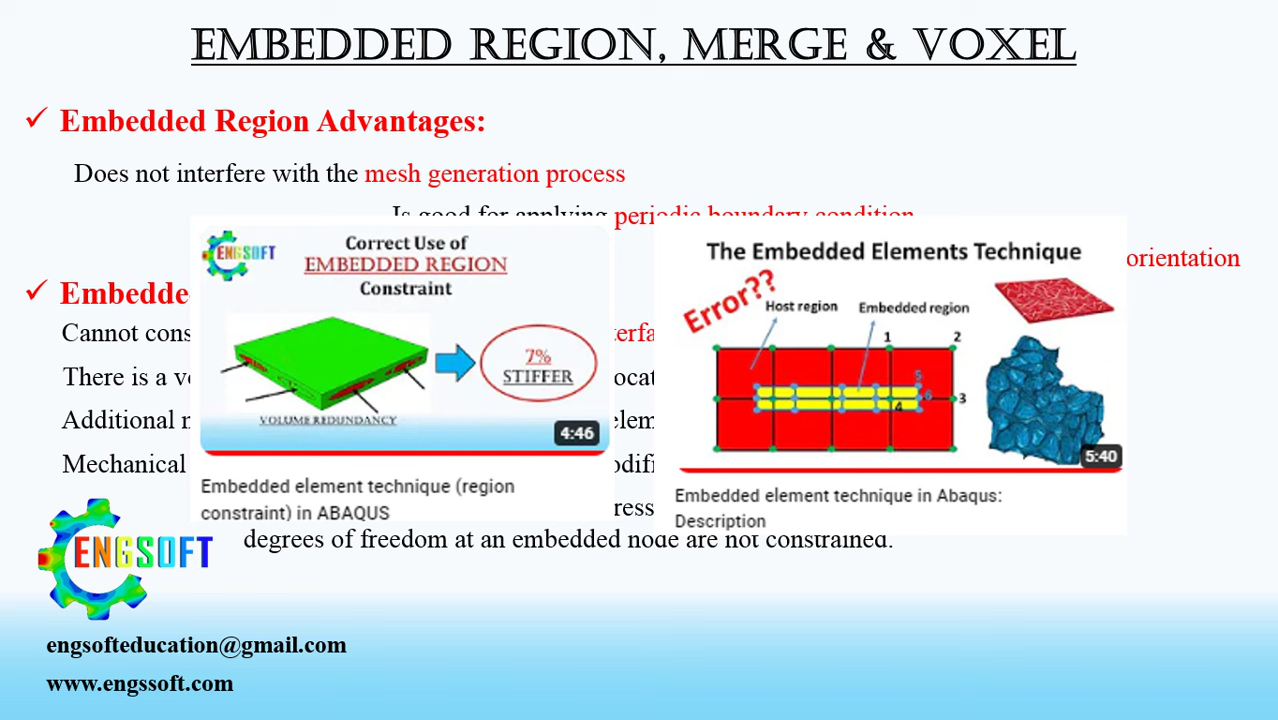 EMBEDDED REGION, MERGE & VOXEL
Embedded Region Advantages:
Does not interfere with the mesh generation process
Is good for applying periodic boundary condition
orientation
Embedde
Cannot cons
terfa
There is a vo
ocat
Additional n
elem
Mechanical
odifi
ress
degrees of freedom at an embedded node are not constrained.
ENGSOFT
Correct Use of
EMBEDDED REGION
Constraint
7%
STIFFER
VOLUME REDUNDANCY
4:46
Embedded element technique (region
constraint) in ABAQUS
The Embedded Elements Technique
Error??
Host region
Embedded region
1
2
5
6
3
4
5:40
Embedded element technique in Abaqus:
Description
ENGSOFT
engsofteducation@gmail.com
www.engssoft.com